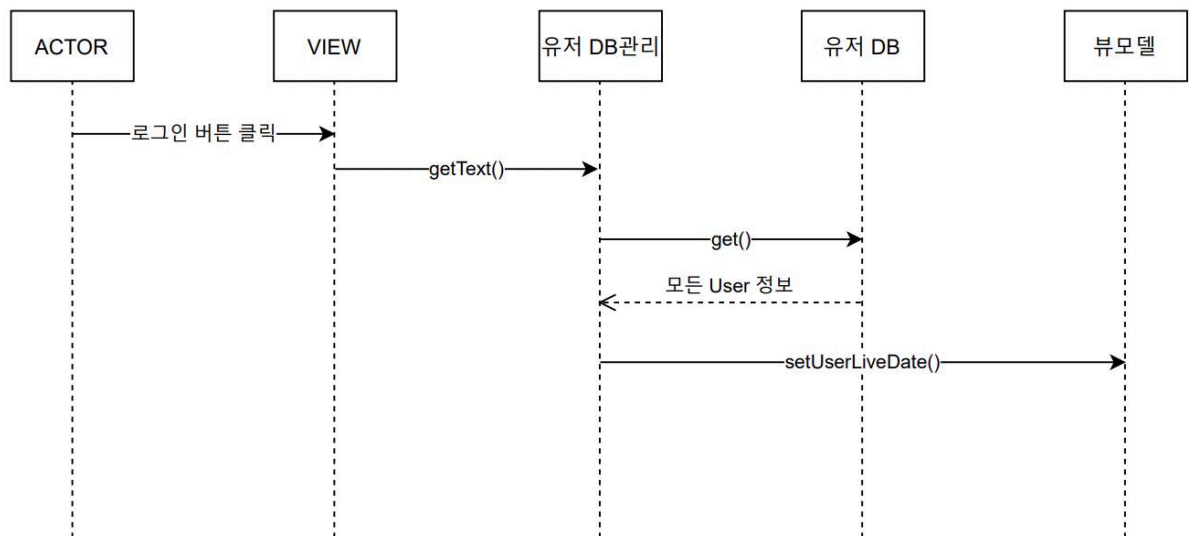 ACTOR
VIEW
유저 DB관리
유저 DB
뷰모델
로그인 버튼 클릭
getText()
get()
모든 User 정보
setUserLiveDate()